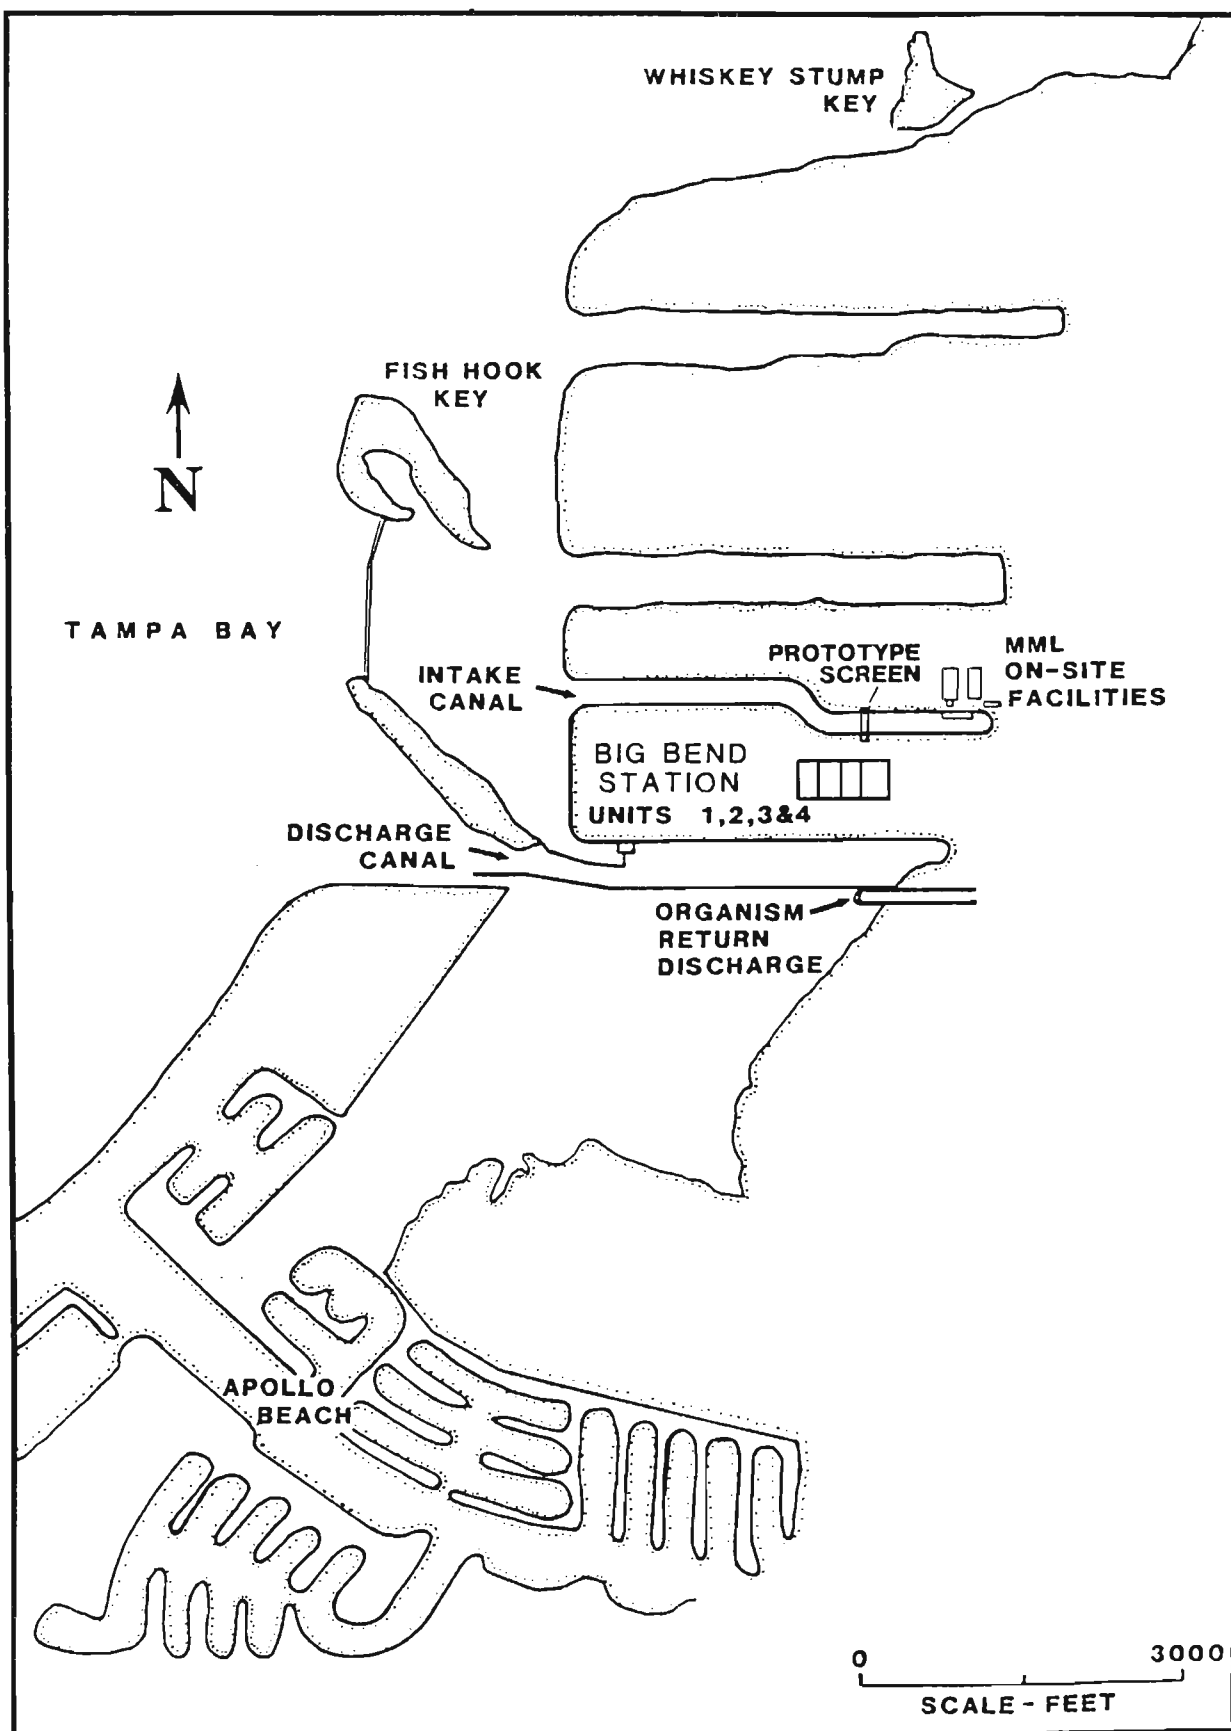 WHISKEY STUMP
KEY
FISH HOOK
KEY
N
TAMPA BAY
INTAKE
CANAL
PROTOTYPE
SCREEN
MML
ON-SITE
FACILITIES
BIG BEND
STATION
UNITS 1,2,3&4
DISCHARGE
CANAL
ORGANISM
RETURN
DISCHARGE
APOLLO
BEACH
0 3000
SCALE - FEET